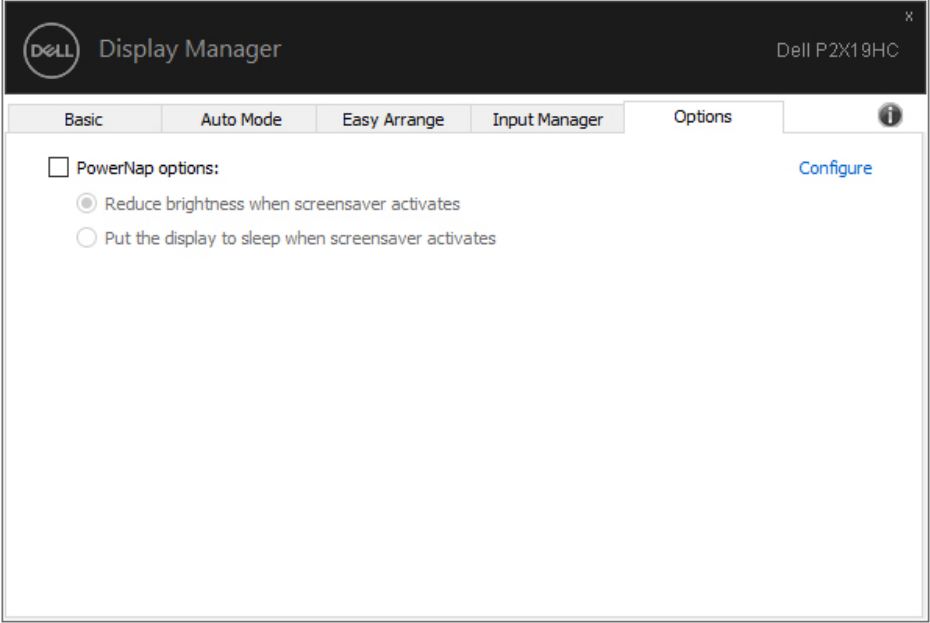 x
DELL Display Manager Dell P2X19HC
Basic Auto Mode Easy Arrange Input Manager Options i
PowerNap options: Configure
Reduce brightness when screensaver activates
Put the display to sleep when screensaver activates